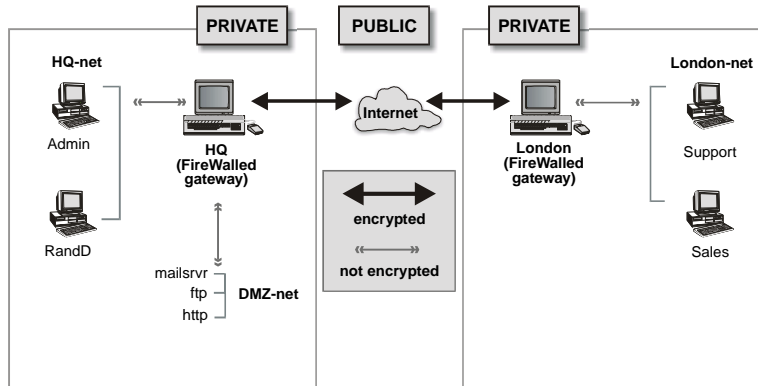 PRIVATE
PUBLIC
PRIVATE
HQ-net
London-net
Admin
HQ
(FireWalled
gateway)
Internet
London
(FireWalled
gateway)
Support
encrypted
RandD
Sales
not encrypted
mailsrvr
ftp
DMZ-net
http